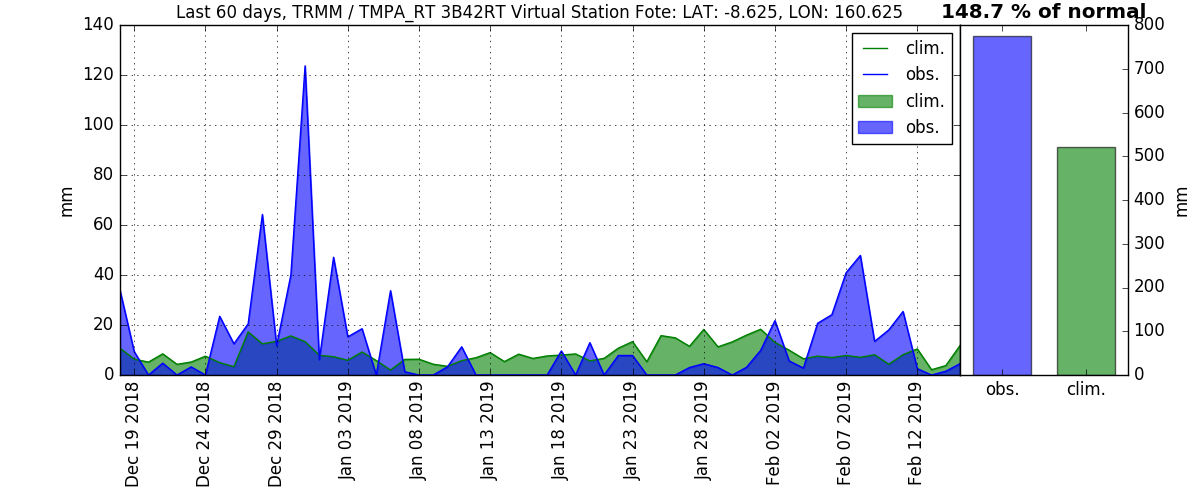 Last 60 days, TRMM / TMPA_RT 3B42RT Virtual Station Fote: LAT: -8.625, LON: 160.625
148.7 % of normal
140
120
100
80
60
40
20
0
mm
clim.
obs.
clim.
obs.
800
700
600
500
400
300
200
100
0
mm
obs.
clim.
Dec 19 2018
Dec 24 2018
Dec 29 2018
Jan 03 2019
Jan 08 2019
Jan 13 2019
Jan 18 2019
Jan 23 2019
Jan 28 2019
Feb 02 2019
Feb 07 2019
Feb 12 2019